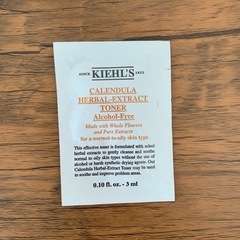 SINCE KIEHL'S 1851
CALENDULA
HERBAL-EXTRACT
TONER
Alcohol-Free
Made with Whole Flowers
and Pure Extracts
for a normal-to-oily skin type
This effective toner is formulated with select
herbal extracts to gently cleanse and soothe
normal to oily skin types without the use of
alcohol or harsh synthetic drying agents. Our
Calendula Herbal-Extract Toner may be used
to soothe and improve problem areas.
0.10 fl. oz. - 3 ml